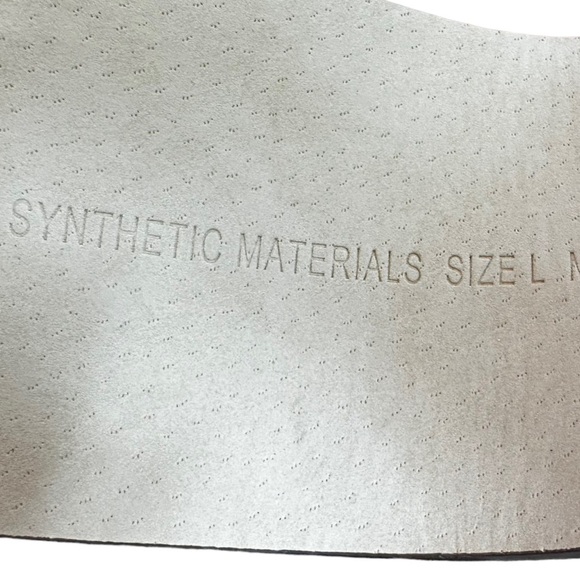 SYNTHETIC MATERIALS SIZE L